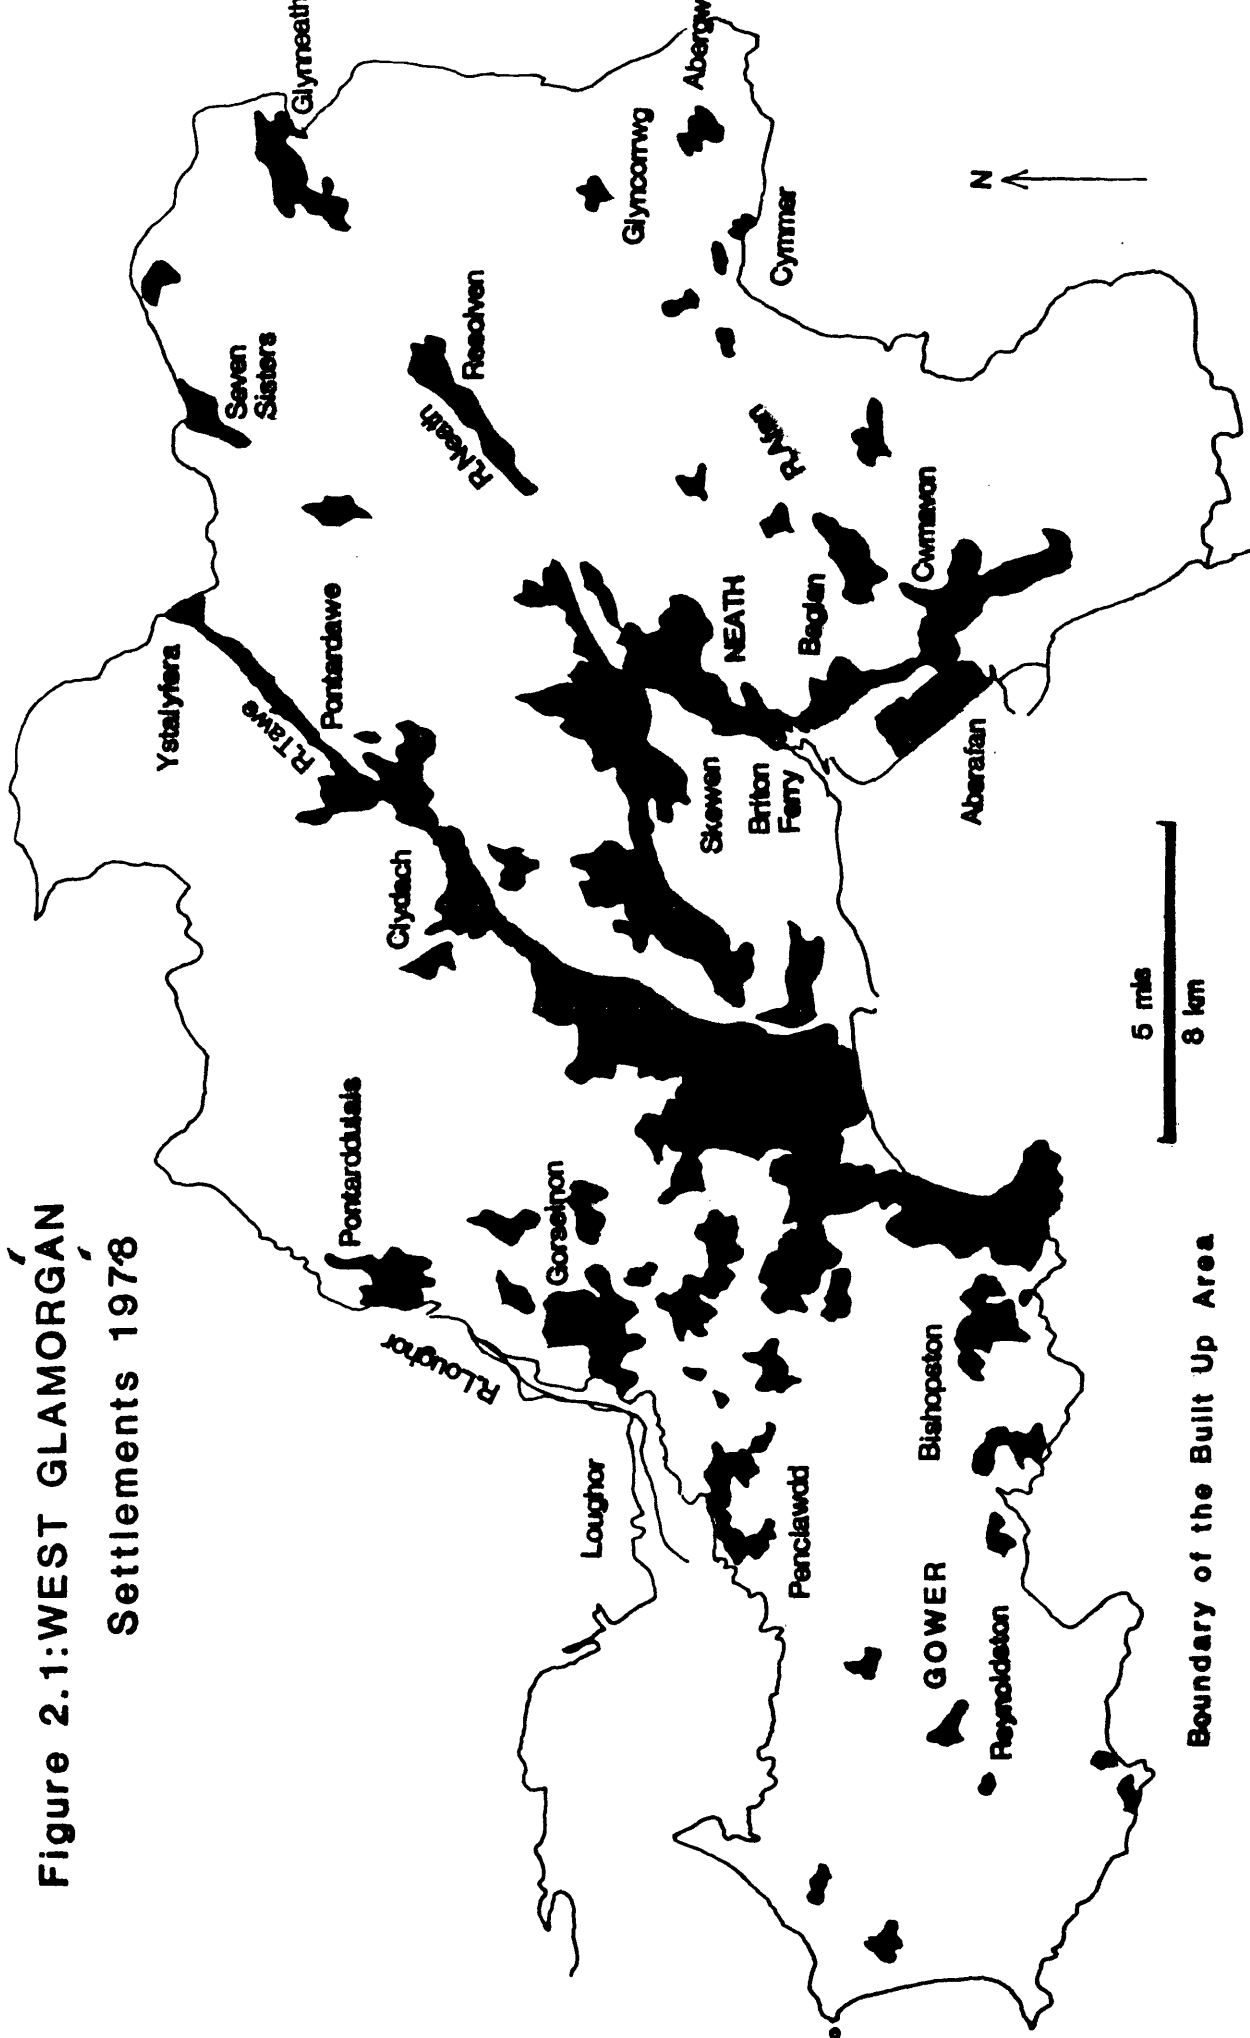 Figure 2.1:WEST GLAMORGAN
Settlements 1978
Glynneath
Abergw
Seven
Sisters
Ystalyfera
Resolven
R.Neath
Glyncorrwg
Cymmer
N
R.Tawe
Pontardawe
R.Afan
Cwmavon
Clydach
NEATH
Baglan
Skewen
Briton
Ferry
Aberafan
Pontarddulais
Gorseinon
R.Loughor
Loughor
Penclawdd
Bishopston
GOWER
Reynoldston
5 mls
8 km
Boundary of the Built Up Area